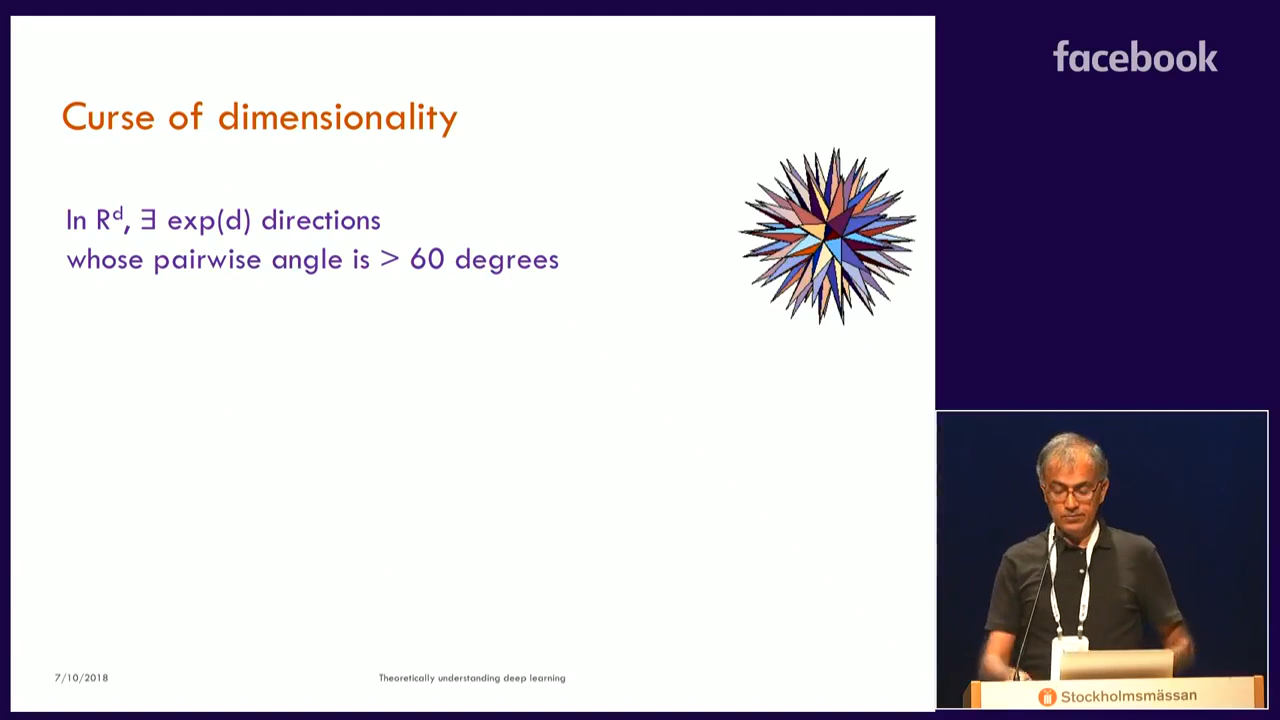 facebook
Curse of dimensionality
In Rᵈ, ∃ exp(d) directions
whose pairwise angle is > 60 degrees
7/10/2018
Theoretically understanding deep learning
Stockholmsmässan